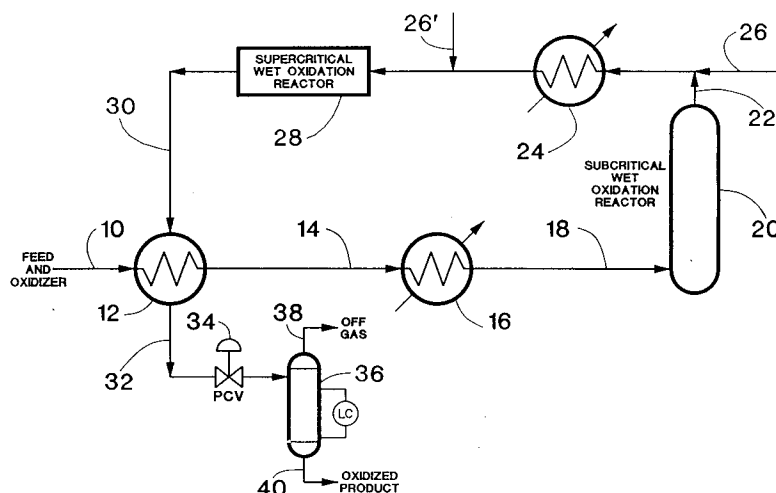 26'
26
SUPERCRITICAL
WET OXIDATION
REACTOR
30
28
24
22
SUBCRITICAL
WET
OXIDATION
REACTOR
20
10
14
18
FEED
AND
OXIDIZER
12
34
38
OFF
GAS
16
32
36
PCV
LC
40
OXIDIZED
PRODUCT